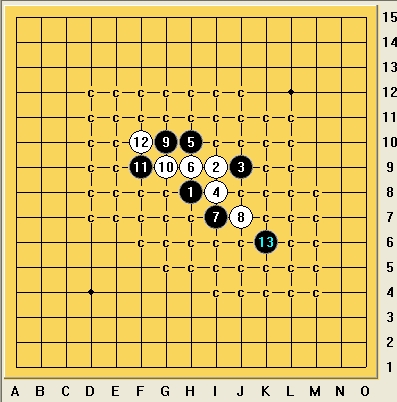 15
14
13
c c c c c c c 12
c c c c c c c c c 11
c c 12 9 5 c c c c 10
c c 11 10 6 2 3 c c 9
c c c c 1 4 c c c c 8
c c c c c 7 8 c c c 7
c c c c c 13 c c 6
c c c c c c c 5
c c c c c 4
3
2
1
A B C D E F G H I J K L M N O